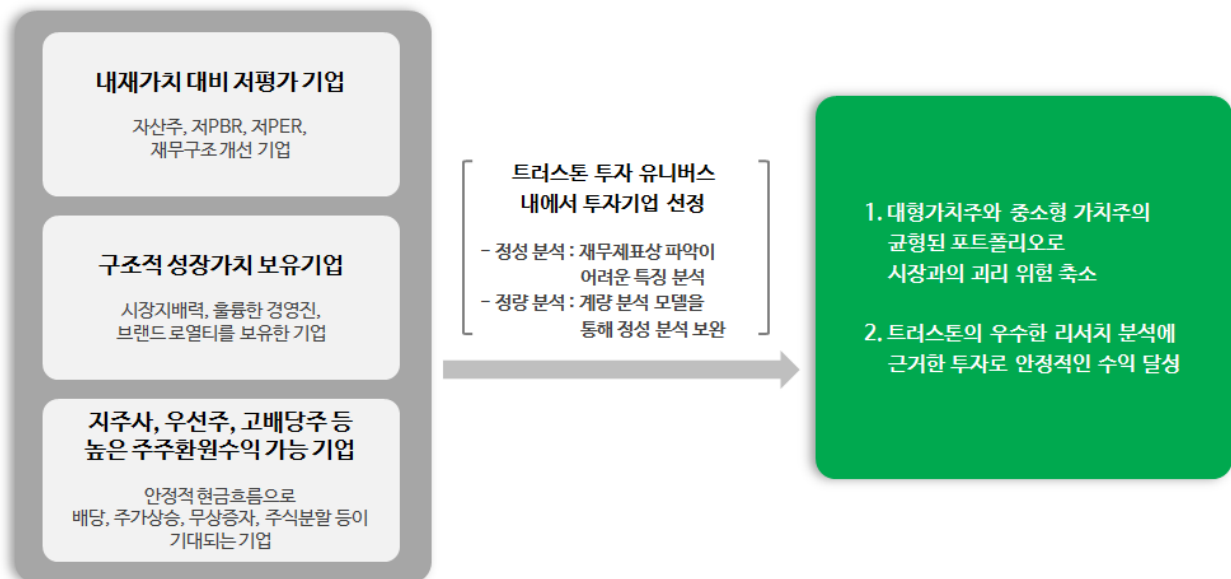 내재가치 대비 저평가 기업
자산주, 저PBR, 저PER,
재무구조 개선 기업
구조적 성장가치 보유기업
시장지배력, 훌륭한 경영진,
브랜드 로열티를 보유한 기업
지주사, 우선주, 고배당주 등
높은 주주환원수익 가능 기업
안정적 현금흐름으로
배당, 주가상승, 무상증자, 주식분할 등이
기대되는 기업
트러스톤 투자 유니버스
내에서 투자기업 선정
- 정성 분석 : 재무제표상 파악이
어려운 특징 분석
- 정량 분석 : 계량 분석 모델을
통해 정성 분석 보완
1. 대형가치주와 중소형 가치주의
균형된 포트폴리오로
시장과의 괴리 위험 축소
2. 트러스톤의 우수한 리서치 분석에
근거한 투자로 안정적인 수익 달성